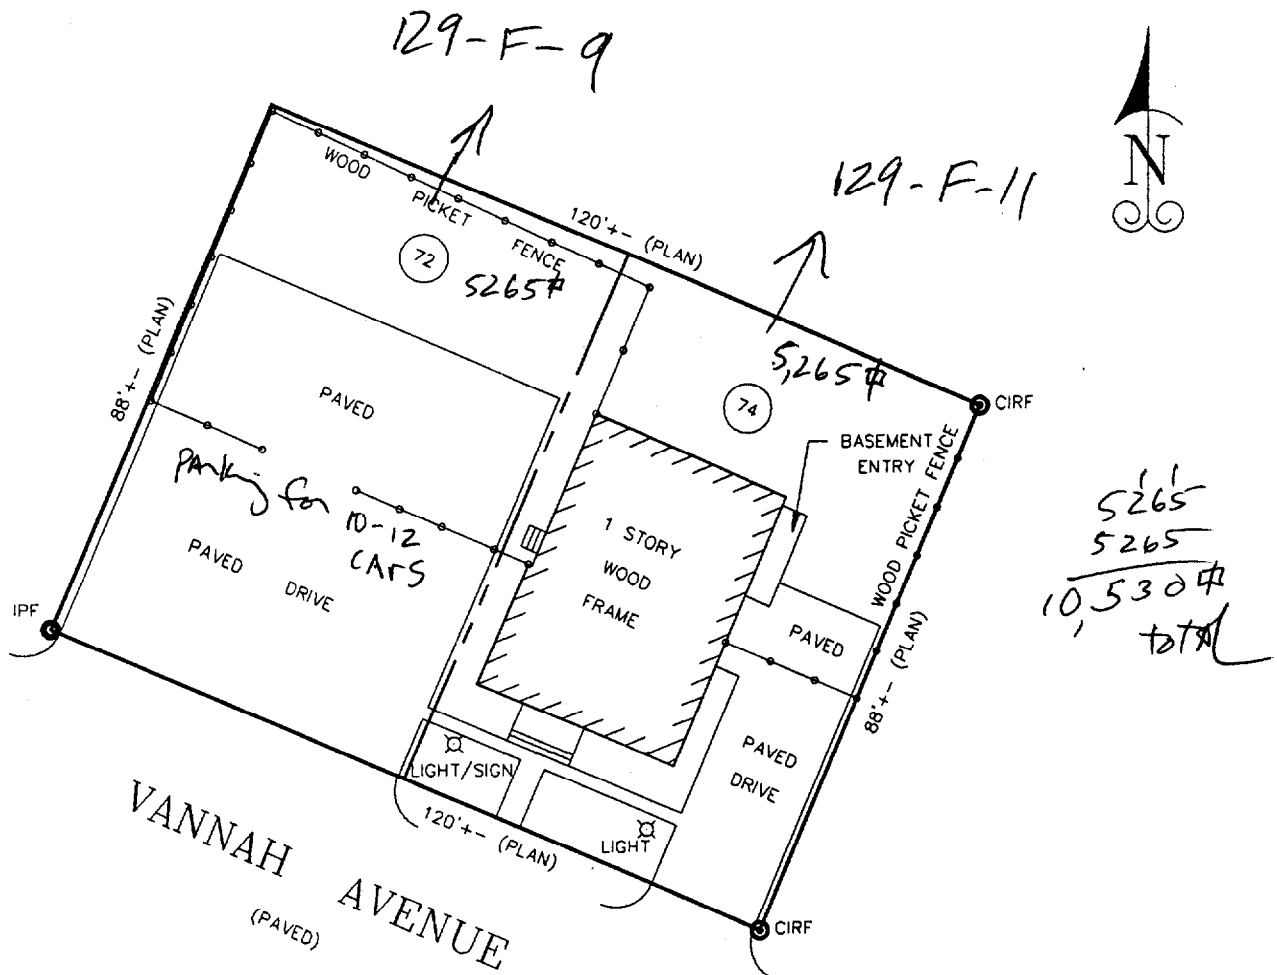 129-F-9
129-F-11
N
WOOD PICKET FENCE
120'+- (PLAN)
72
5265⌗
5,265⌗
74
CIRF
88'+- (PLAN)
PAVED
BASEMENT
ENTRY
WOOD PICKET FENCE
Parking for
10-12
CArs
1 STORY
WOOD
FRAME
5265
5265
10,530⌗
total
PAVED
DRIVE
IPF
PAVED
88'+- (PLAN)
PAVED
DRIVE
LIGHT/SIGN
120'+- (PLAN)
LIGHT
CIRF
VANNAH AVENUE
(PAVED)